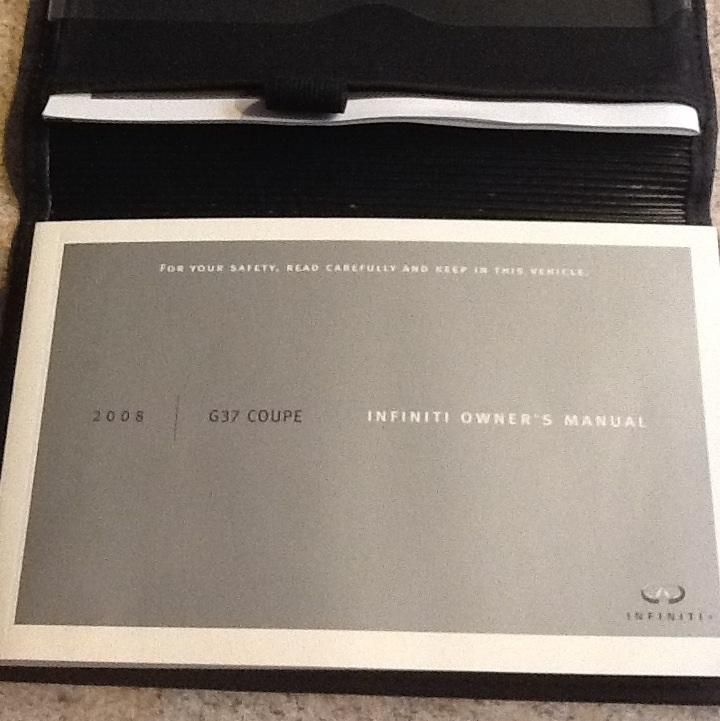 FOR YOUR SAFETY, READ CAREFULLY AND KEEP IN THIS VEHICLE.
2008 G37 COUPE INFINITI OWNER'S MANUAL
INFINITI